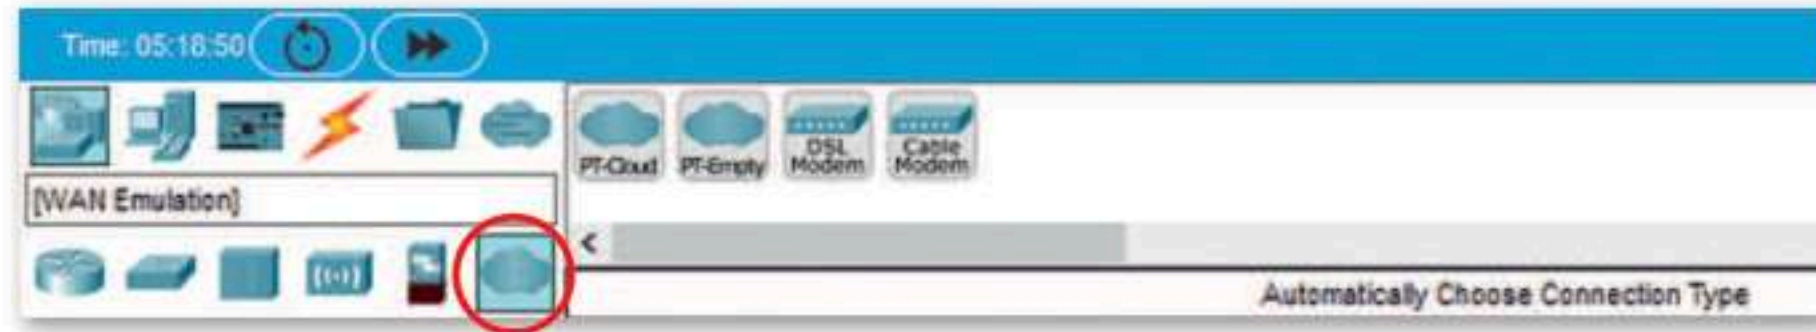 Time: 05:18:50
PT-Cloud
PT-Empty
DSL
Modem
Cable
Modem
[WAN Emulation]
Automatically Choose Connection Type